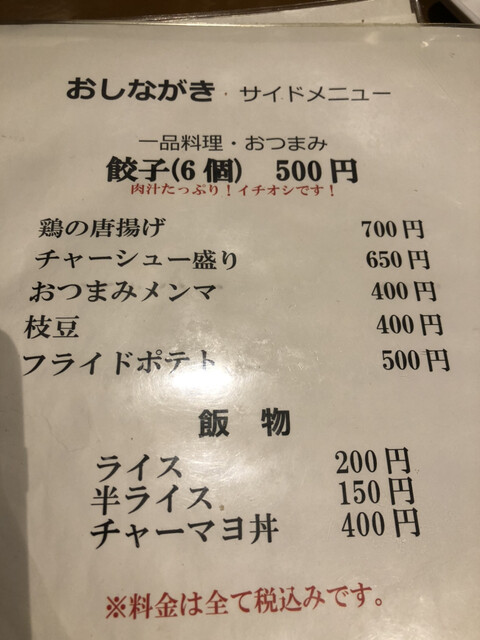 おしながき・サイドメニュー
一品料理・おつまみ
餃子(6個) 500円
肉汁たっぷり！イチオシです！
鶏の唐揚げ 700円
チャーシュー盛り 650円
おつまみメンマ 400円
枝豆 400円
フライドポテト 500円
飯物
ライス 200円
半ライス 150円
チャーマヨ丼 400円
※料金は全て税込みです。